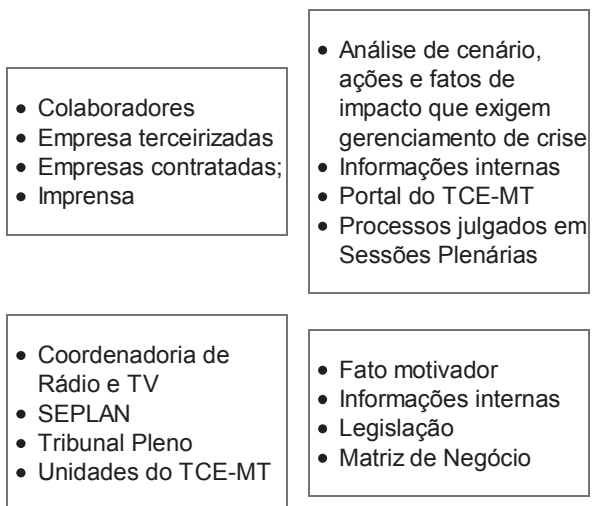 • Colaboradores
• Empresa terceirizadas
• Empresas contratadas;
• Imprensa
• Análise de cenário,
ações e fatos de
impacto que exigem
gerenciamento de crise
• Informações internas
• Portal do TCE-MT
• Processos julgados em
Sessões Plenárias
• Coordenadoria de
Rádio e TV
• SEPLAN
• Tribunal Pleno
• Unidades do TCE-MT
• Fato motivador
• Informações internas
• Legislação
• Matriz de Negócio